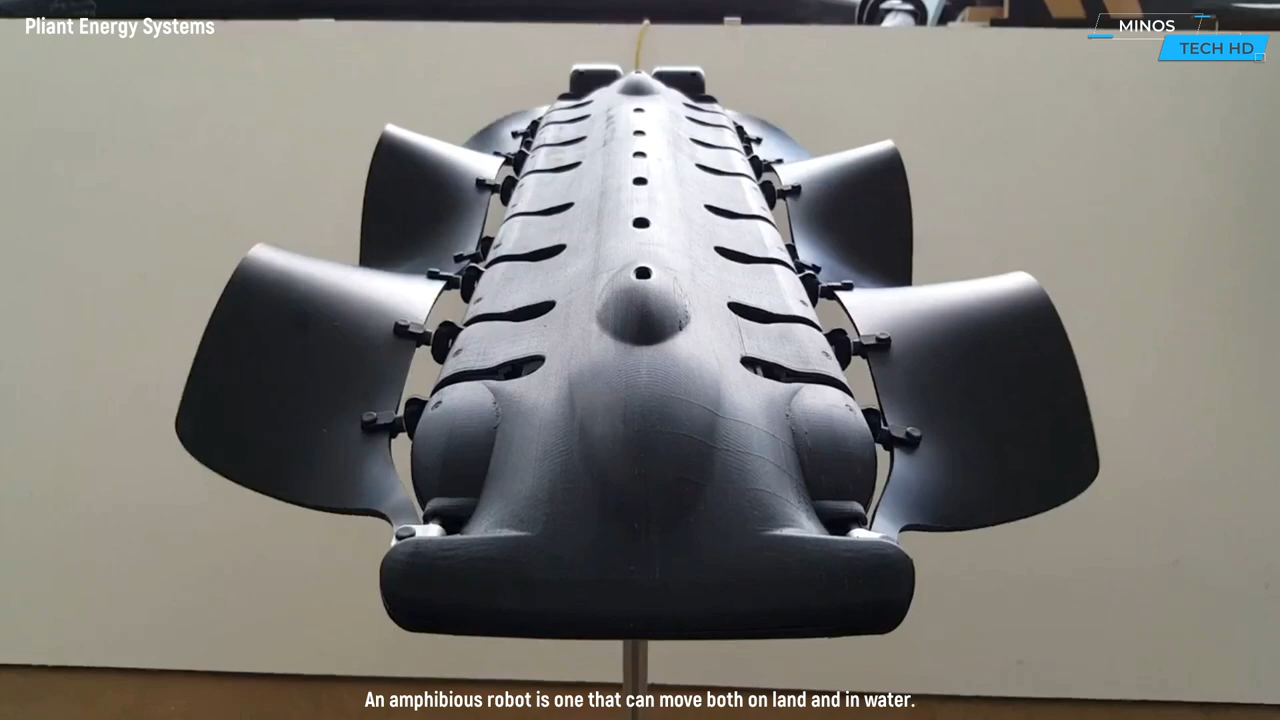 Pliant Energy Systems
MINOS
TECH HD
An amphibious robot is one that can move both on land and in water.